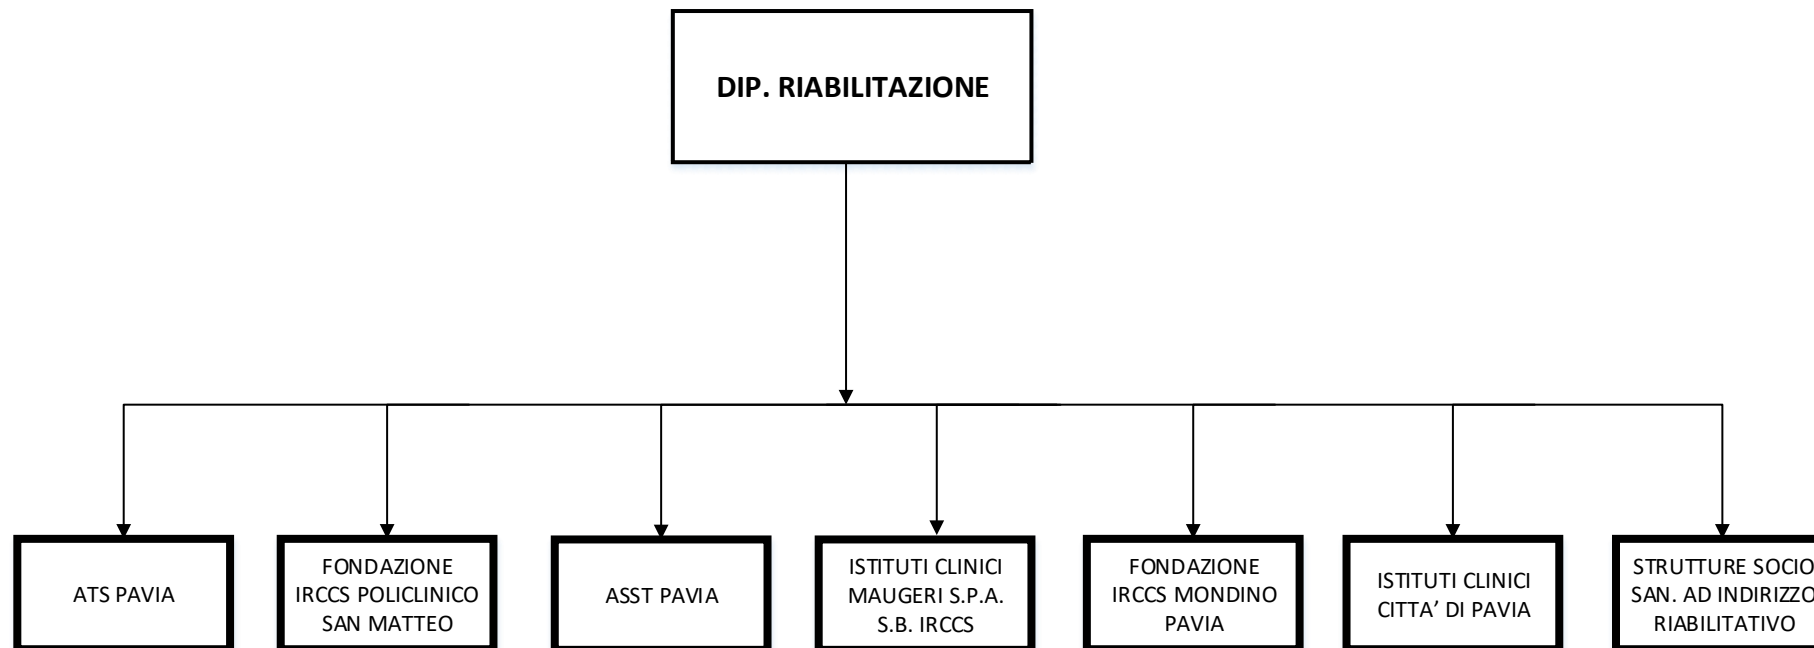 DIP. RIABILITAZIONE
ATS PAVIA
FONDAZIONE
IRCCS POLICLINICO
SAN MATTEO
ASST PAVIA
ISTITUTI CLINICI
MAUGERI S.P.A.
S.B. IRCCS
FONDAZIONE
IRCCS MONDINO
PAVIA
ISTITUTI CLINICI
CITTA’ DI PAVIA
STRUTTURE SOCIO
SAN. AD INDIRIZZO
RIABILITATIVO